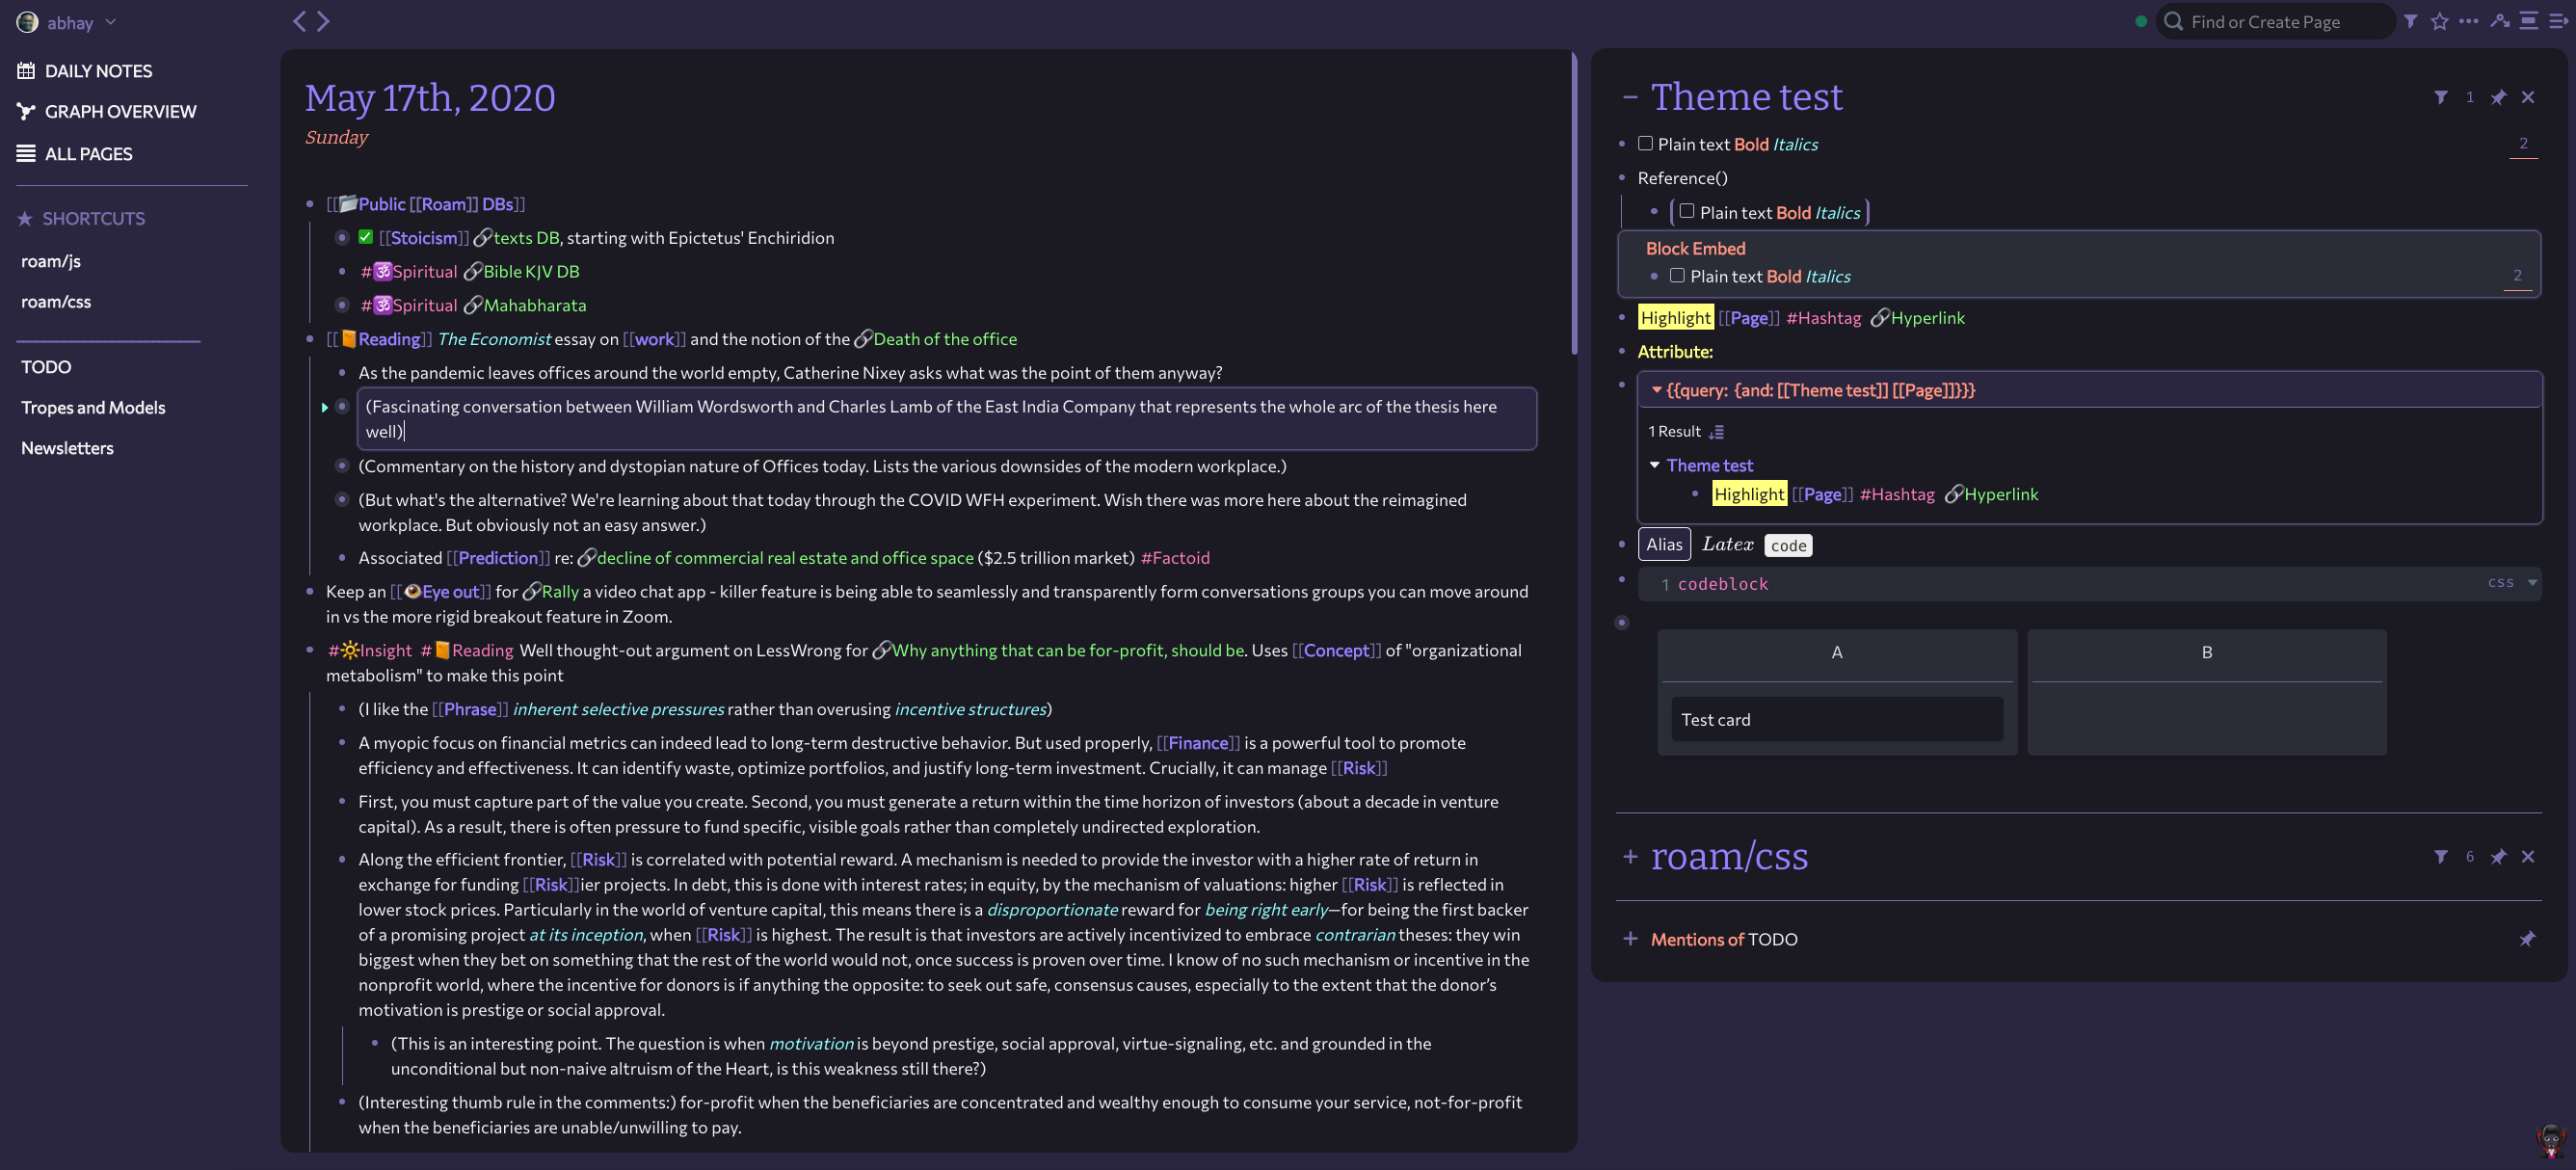 abhay
DAILY NOTES
GRAPH OVERVIEW
ALL PAGES
SHORTCUTS
roam/js
roam/css
TODO
Tropes and Models
Newsletters
May 17th, 2020
Sunday
[[📂Public [[Roam]] DBs]]
✅ [[Stoicism]] 🔗texts DB, starting with Epictetus' Enchiridion
#🕉Spiritual 🔗Bible KJV DB
#🕉Spiritual 🔗Mahabharata
[[📙Reading]] The Economist essay on [[work]] and the notion of the 🔗Death of the office
As the pandemic leaves offices around the world empty, Catherine Nixey asks what was the point of them anyway?
(Fascinating conversation between William Wordsworth and Charles Lamb of the East India Company that represents the whole arc of the thesis here
well)
(Commentary on the history and dystopian nature of Offices today. Lists the various downsides of the modern workplace.)
(But what's the alternative? We're learning about that today through the COVID WFH experiment. Wish there was more here about the reimagined
workplace. But obviously not an easy answer.)
Associated [[Prediction]] re: 🔗decline of commercial real estate and office space ($2.5 trillion market) #Factoid
Keep an [[👁Eye out]] for 🔗Rally a video chat app - killer feature is being able to seamlessly and transparently form conversations groups you can move around
in vs the more rigid breakout feature in Zoom.
#🔆Insight #📙Reading Well thought-out argument on LessWrong for 🔗Why anything that can be for-profit, should be. Uses [[Concept]] of "organizational
metabolism" to make this point
(I like the [[Phrase]] inherent selective pressures rather than overusing incentive structures)
A myopic focus on financial metrics can indeed lead to long-term destructive behavior. But used properly, [[Finance]] is a powerful tool to promote
efficiency and effectiveness. It can identify waste, optimize portfolios, and justify long-term investment. Crucially, it can manage [[Risk]]
First, you must capture part of the value you create. Second, you must generate a return within the time horizon of investors (about a decade in venture
capital). As a result, there is often pressure to fund specific, visible goals rather than completely undirected exploration.
Along the efficient frontier, [[Risk]] is correlated with potential reward. A mechanism is needed to provide the investor with a higher rate of return in
exchange for funding [[Risk]]ier projects. In debt, this is done with interest rates; in equity, by the mechanism of valuations: higher [[Risk]] is reflected in
lower stock prices. Particularly in the world of venture capital, this means there is a disproportionate reward for being right early—for being the first backer
of a promising project at its inception, when [[Risk]] is highest. The result is that investors are actively incentivized to embrace contrarian theses: they win
biggest when they bet on something that the rest of the world would not, once success is proven over time. I know of no such mechanism or incentive in the
nonprofit world, where the incentive for donors is if anything the opposite: to seek out safe, consensus causes, especially to the extent that the donor’s
motivation is prestige or social approval.
(This is an interesting point. The question is when motivation is beyond prestige, social approval, virtue-signaling, etc. and grounded in the
unconditional but non-naive altruism of the Heart, is this weakness still there?)
(Interesting thumb rule in the comments:) for-profit when the beneficiaries are concentrated and wealthy enough to consume your service, not-for-profit
when the beneficiaries are unable/unwilling to pay.
Find or Create Page
Theme test 1
Plain text Bold Italics 2
Reference()
Plain text Bold Italics
Block Embed
Plain text Bold Italics 2
Highlight [[Page]] #Hashtag 🔗Hyperlink
Attribute:
{{query: {and: [[Theme test]] [[Page]]}}}
1 Result
Theme test
Highlight [[Page]] #Hashtag 🔗Hyperlink
Alias Latex code
1 codeblock css
A B
Test card
roam/css 6
Mentions of TODO